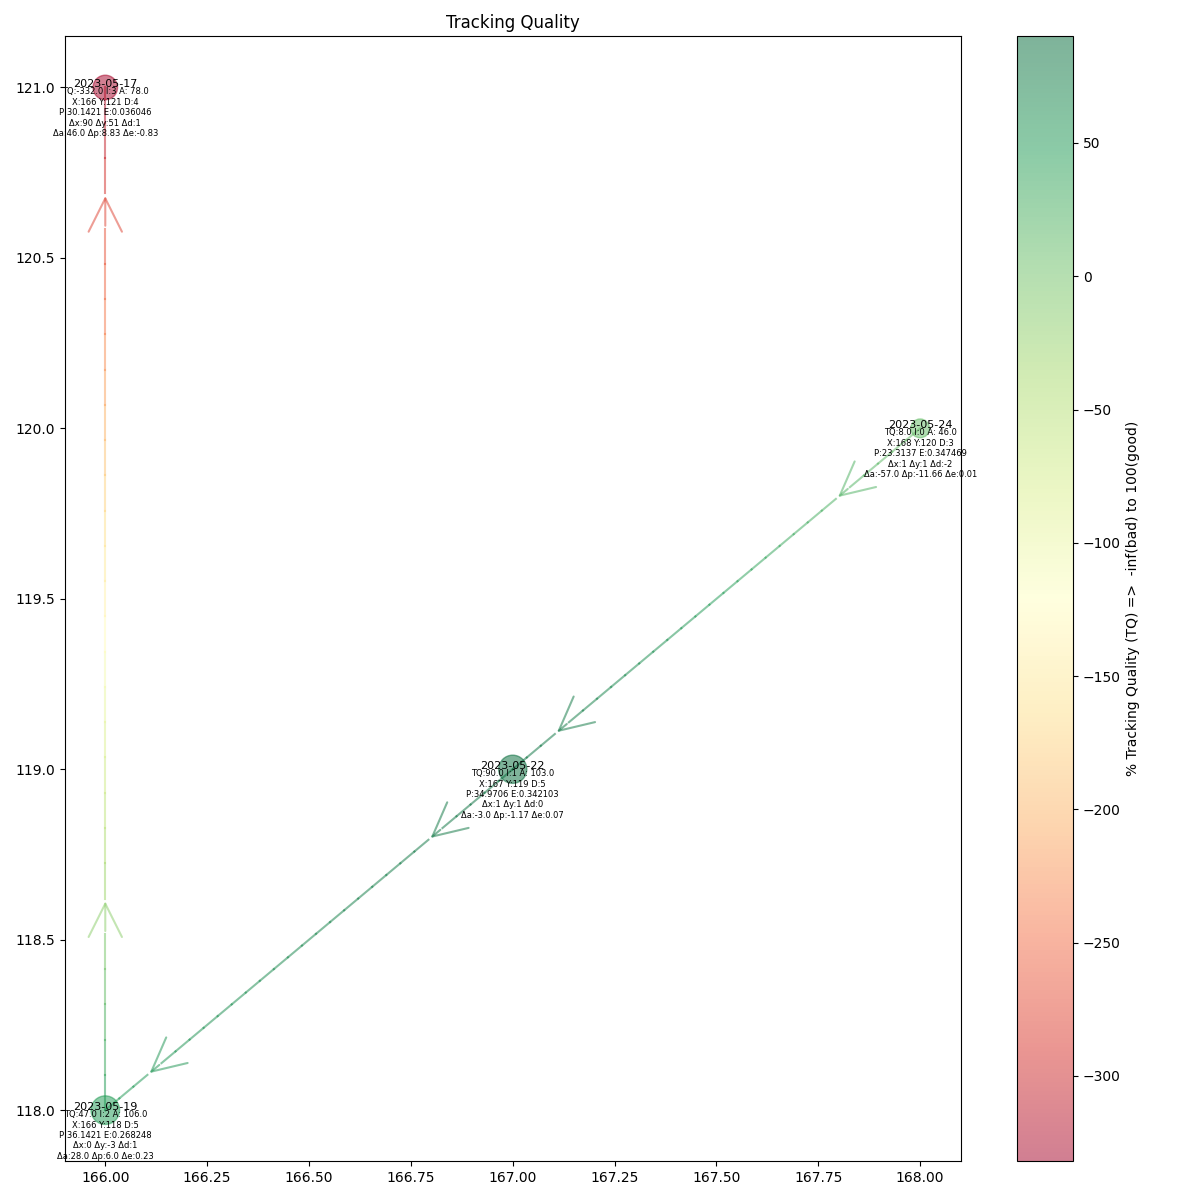 Tracking Quality
2023-05-17
TQ:-332.0 I:3 A: 78.0
X:166 Y:121 D:4
P:30.1421 E:0.036046
Δx:90 Δy:51 Δd:1
Δa:46.0 Δp:8.83 Δe:-0.83
2023-05-24
TQ:8.0 I:0 A: 46.0
X:168 Y:120 D:3
P:23.3137 E:0.347469
Δx:1 Δy:1 Δd:-2
Δa:-57.0 Δp:-11.66 Δe:0.01
2023-05-22
TQ:90.0 I:1 A: 103.0
X:167 Y:119 D:5
P:34.9706 E:0.342103
Δx:1 Δy:1 Δd:0
Δa:-3.0 Δp:-1.17 Δe:0.07
2023-05-19
TQ:47.0 I:2 A: 106.0
X:166 Y:118 D:5
P:36.1421 E:0.268248
Δx:0 Δy:-3 Δd:1
Δa:28.0 Δp:6.0 Δe:0.23
121.0
120.5
120.0
119.5
119.0
118.5
118.0
166.00 166.25 166.50 166.75 167.00 167.25 167.50 167.75 168.00
50
0
−50
−100
−150
−200
−250
−300
% Tracking Quality (TQ) => -inf(bad) to 100(good)